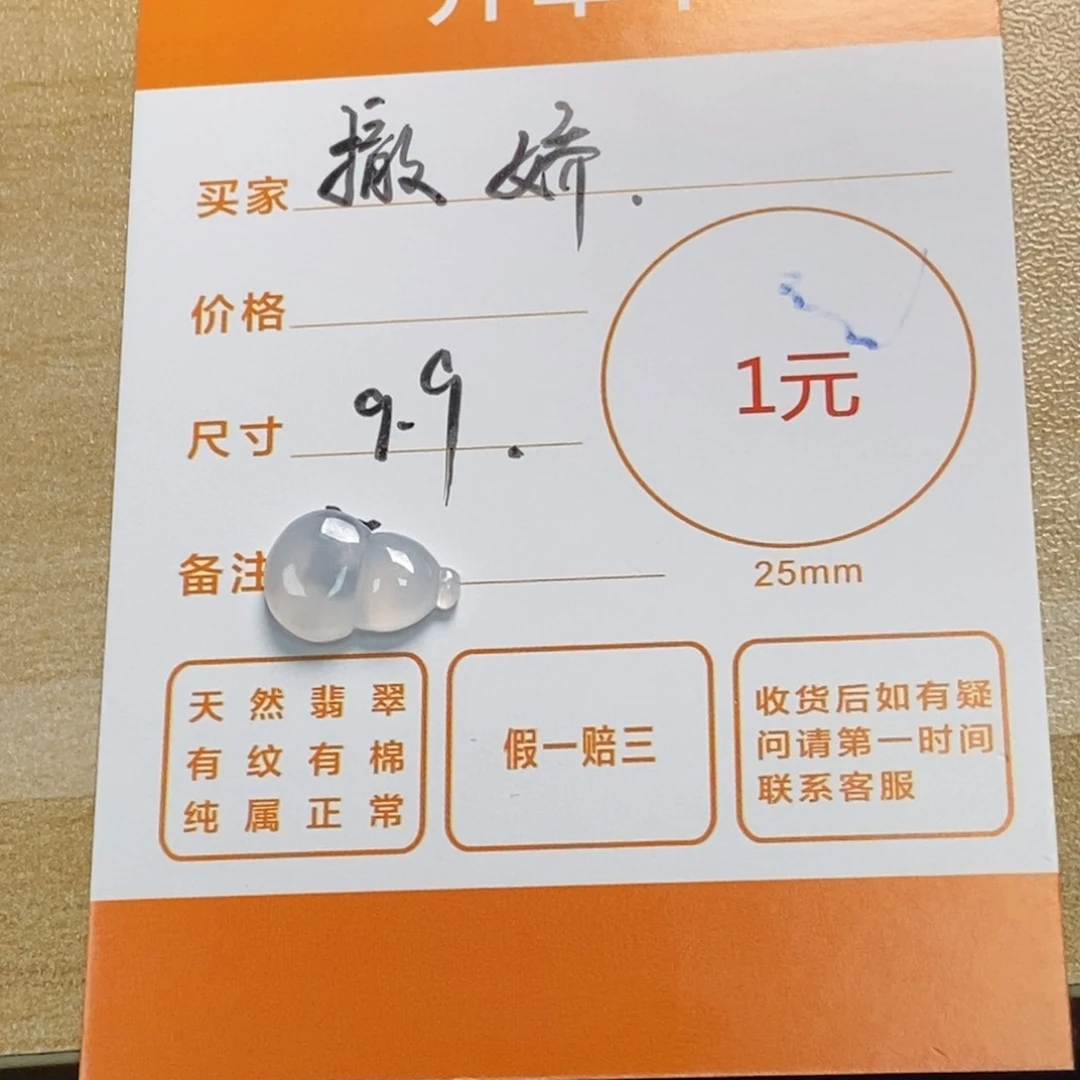 买家 撒娇.
价格
尺寸 9.9.
1元
备注
25mm
天然翡翠
有纹有棉
纯属正常
假一赔三
收货后如有疑
问请第一时间
联系客服